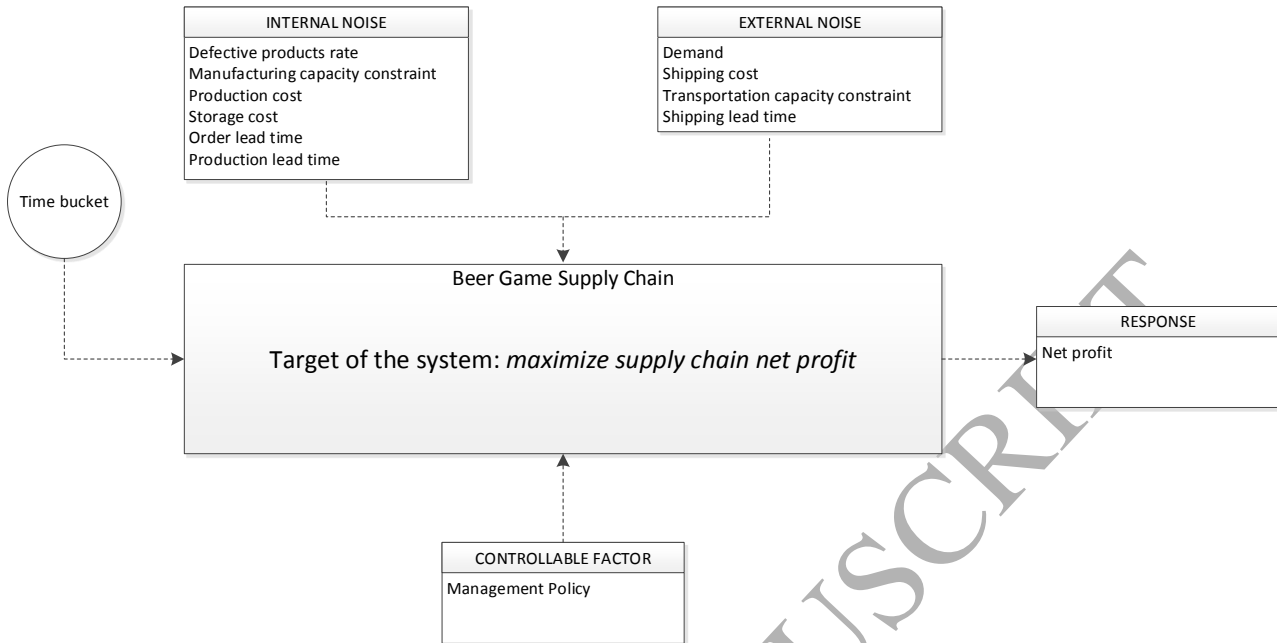 INTERNAL NOISE
Defective products rate
Manufacturing capacity constraint
Production cost
Storage cost
Order lead time
Production lead time
EXTERNAL NOISE
Demand
Shipping cost
Transportation capacity constraint
Shipping lead time
Time bucket
Beer Game Supply Chain
Target of the system: maximize supply chain net profit
RESPONSE
Net profit
CONTROLLABLE FACTOR
Management Policy